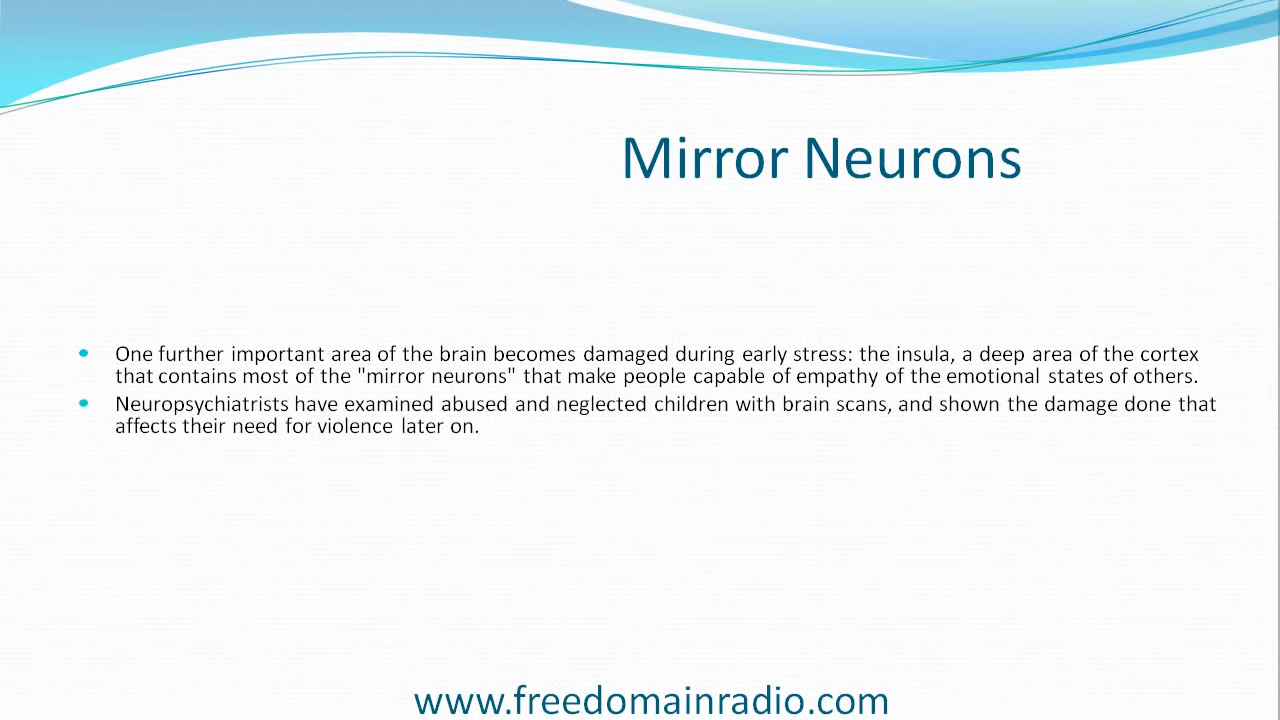 Mirror Neurons
One further important area of the brain becomes damaged during early stress: the insula, a deep area of the cortex
that contains most of the "mirror neurons" that make people capable of empathy of the emotional states of others.
Neuropsychiatrists have examined abused and neglected children with brain scans, and shown the damage done that
affects their need for violence later on.
www.freedomainradio.com